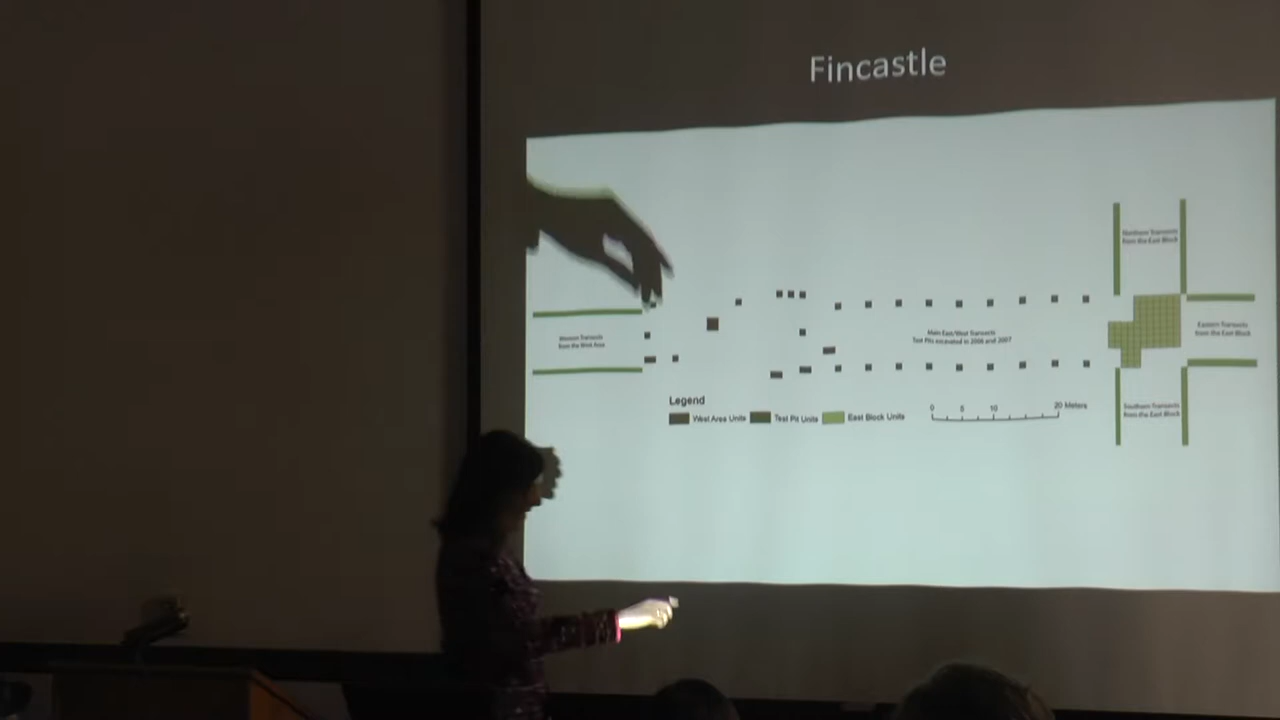 Fincastle
Northern Transects
from the East Block
Western Transects
from the West Area
Main East/West Transects
Test Pits excavated in 2006 and 2007
Eastern Transects
from the East Block
Legend
West Area Units
Test Pit Units
East Block Units
0 5 10 20 Meters
Southern Transects
from the East Block